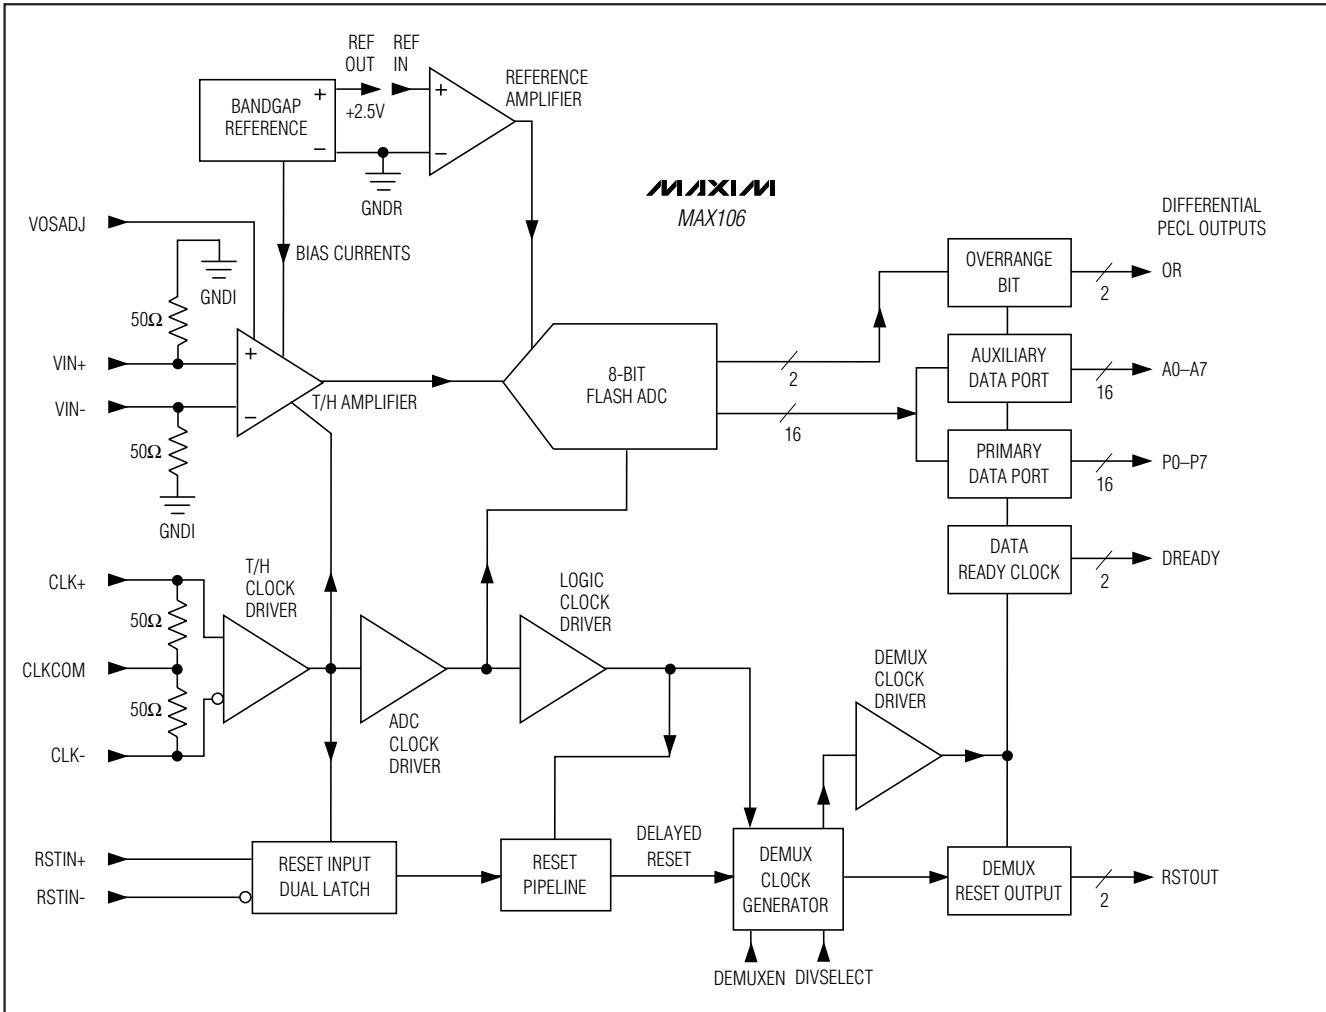 REF
OUT
REF
IN
+2.5V
BANDGAP
REFERENCE
+
−
+
−
REFERENCE
AMPLIFIER
GNDR
MAXIM
MAX106
DIFFERENTIAL
PECL OUTPUTS
VOSADJ
BIAS CURRENTS
GNDI
50Ω
VIN+
VIN-
+
−
T/H AMPLIFIER
50Ω
GNDI
8-BIT
FLASH ADC
2
16
OVERRANGE
BIT
2
OR
AUXILIARY
DATA PORT
16
A0–A7
PRIMARY
DATA PORT
16
P0–P7
DATA
READY CLOCK
2
DREADY
CLK+
50Ω
CLKCOM
50Ω
CLK-
T/H
CLOCK
DRIVER
ADC
CLOCK
DRIVER
LOGIC
CLOCK
DRIVER
DEMUX
CLOCK
DRIVER
RSTIN+
RSTIN-
RESET INPUT
DUAL LATCH
RESET
PIPELINE
DELAYED
RESET
DEMUX
CLOCK
GENERATOR
DEMUX
RESET OUTPUT
2
RSTOUT
DEMUXEN
DIVSELECT